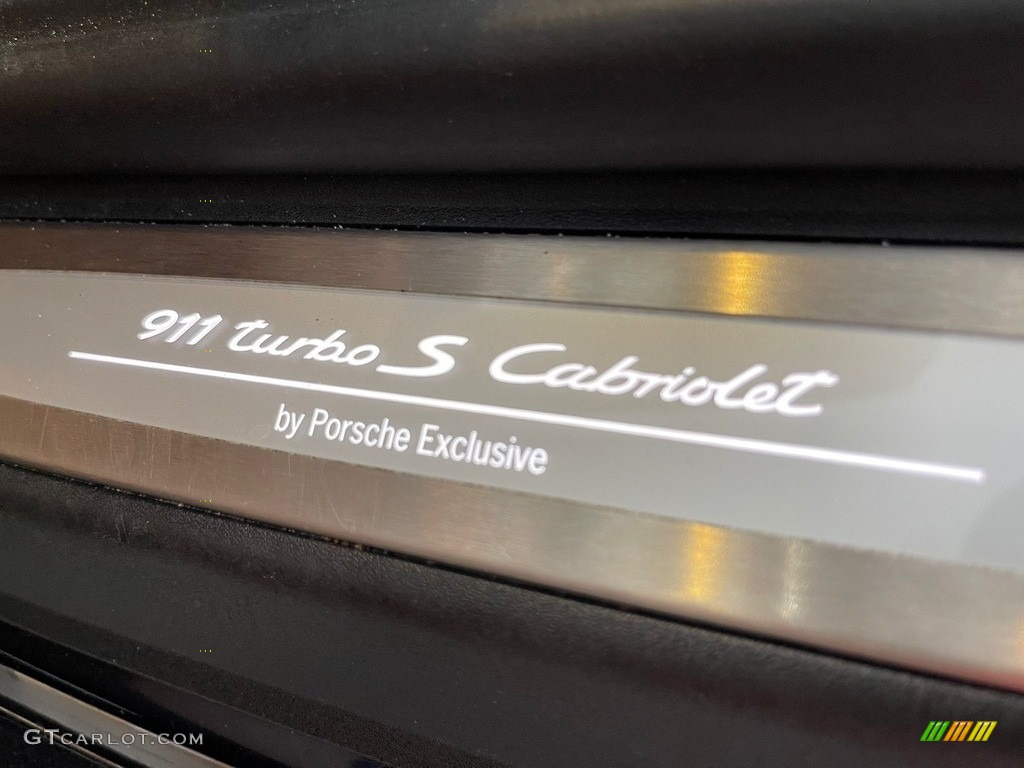 911 turbo S Cabriolet
by Porsche Exclusive
GTcarlot.com